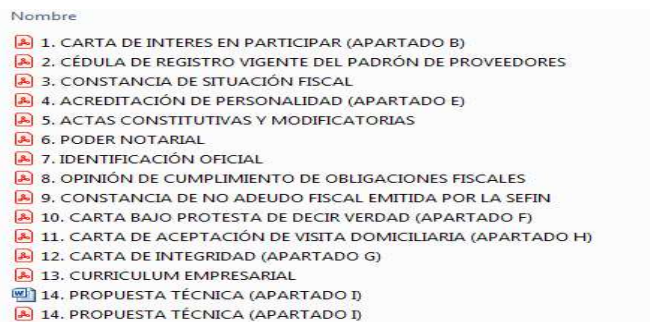 Nombre
1. CARTA DE INTERES EN PARTICIPAR (APARTADO B)
2. CÉDULA DE REGISTRO VIGENTE DEL PADRÓN DE PROVEEDORES
3. CONSTANCIA DE SITUACIÓN FISCAL
4. ACREDITACIÓN DE PERSONALIDAD (APARTADO E)
5. ACTAS CONSTITUTIVAS Y MODIFICATORIAS
6. PODER NOTARIAL
7. IDENTIFICACIÓN OFICIAL
8. OPINIÓN DE CUMPLIMIENTO DE OBLIGACIONES FISCALES
9. CONSTANCIA DE NO ADEUDO FISCAL EMITIDA POR LA SEFIN
10. CARTA BAJO PROTESTA DE DECIR VERDAD (APARTADO F)
11. CARTA DE ACEPTACIÓN DE VISITA DOMICILIARIA (APARTADO H)
12. CARTA DE INTEGRIDAD (APARTADO G)
13. CURRICULUM EMPRESARIAL
14. PROPUESTA TÉCNICA (APARTADO I)
14. PROPUESTA TÉCNICA (APARTADO I)